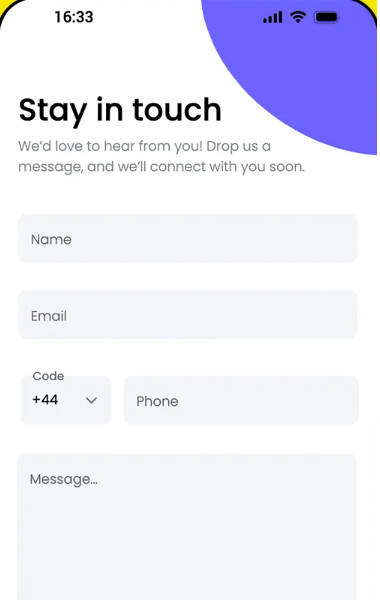 16:33
Stay in touch
We’d love to hear from you! Drop us a
message, and we’ll connect with you soon.
Name
Email
Code
+44
Phone
Message...